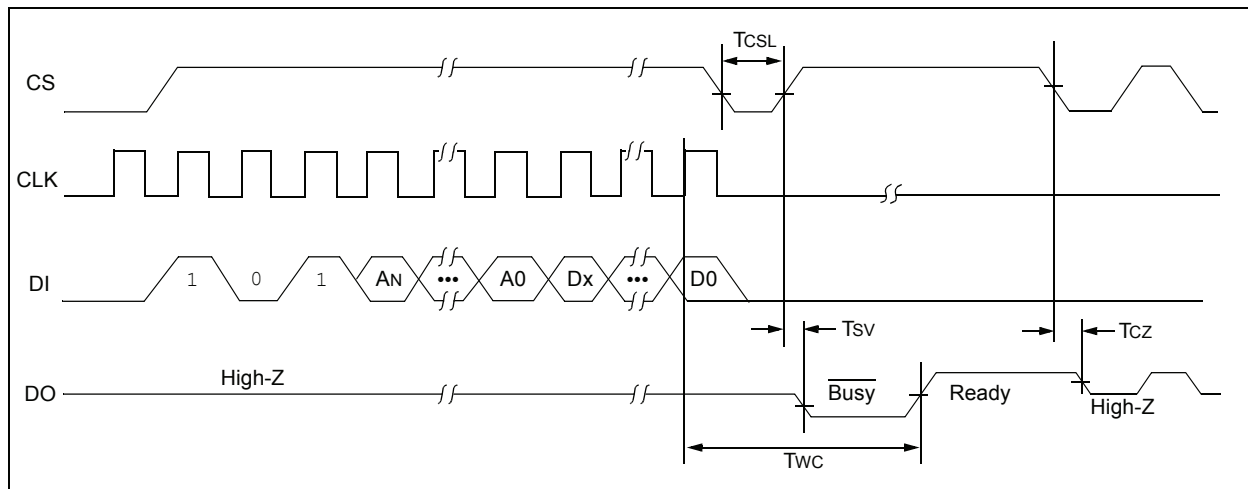 TCSL
CS
CLK
DI
1 0 1 AN ••• A0 Dx ••• D0
TSV
TCZ
DO
High-Z
Busy
Ready
High-Z
TWC